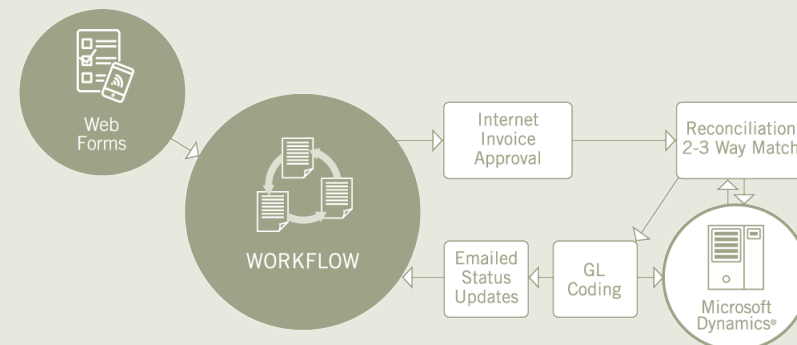 Web
Forms
WORKFLOW
Internet
Invoice
Approval
Reconciliation
2-3 Way Match
Emailed
Status
Updates
GL
Coding
Microsoft
Dynamics®